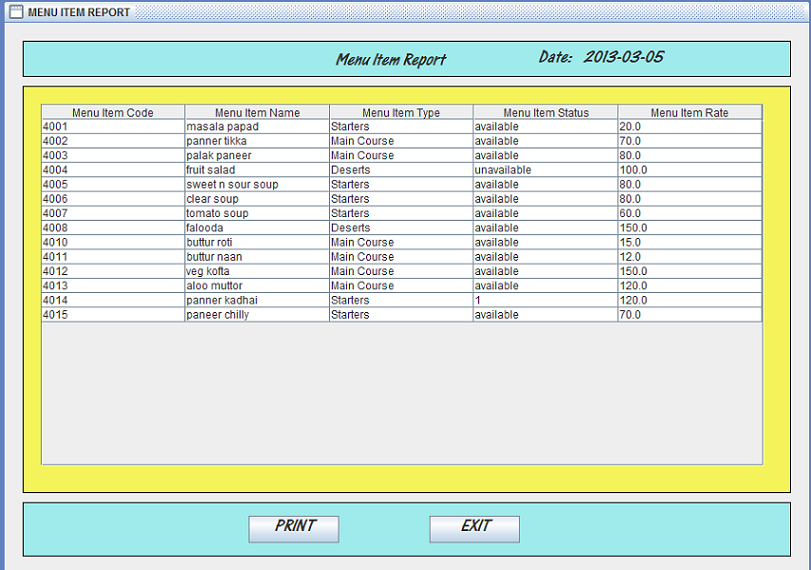 MENU ITEM REPORT
Menu Item Report Date: 2013-03-05
Menu Item Code Menu Item Name Menu Item Type Menu Item Status Menu Item Rate
4001 masala papad Starters available 20.0
4002 panner tikka Main Course available 70.0
4003 palak paneer Main Course available 80.0
4004 fruit salad Deserts unavailable 100.0
4005 sweet n sour soup Starters available 80.0
4006 clear soup Starters available 80.0
4007 tomato soup Starters available 60.0
4008 falooda Deserts available 150.0
4010 buttur roti Main Course available 15.0
4011 buttur naan Main Course available 12.0
4012 veg kofta Main Course available 150.0
4013 aloo muttor Main Course available 120.0
4014 panner kadhai Starters 1 120.0
4015 paneer chilly Starters available 70.0
PRINT EXIT